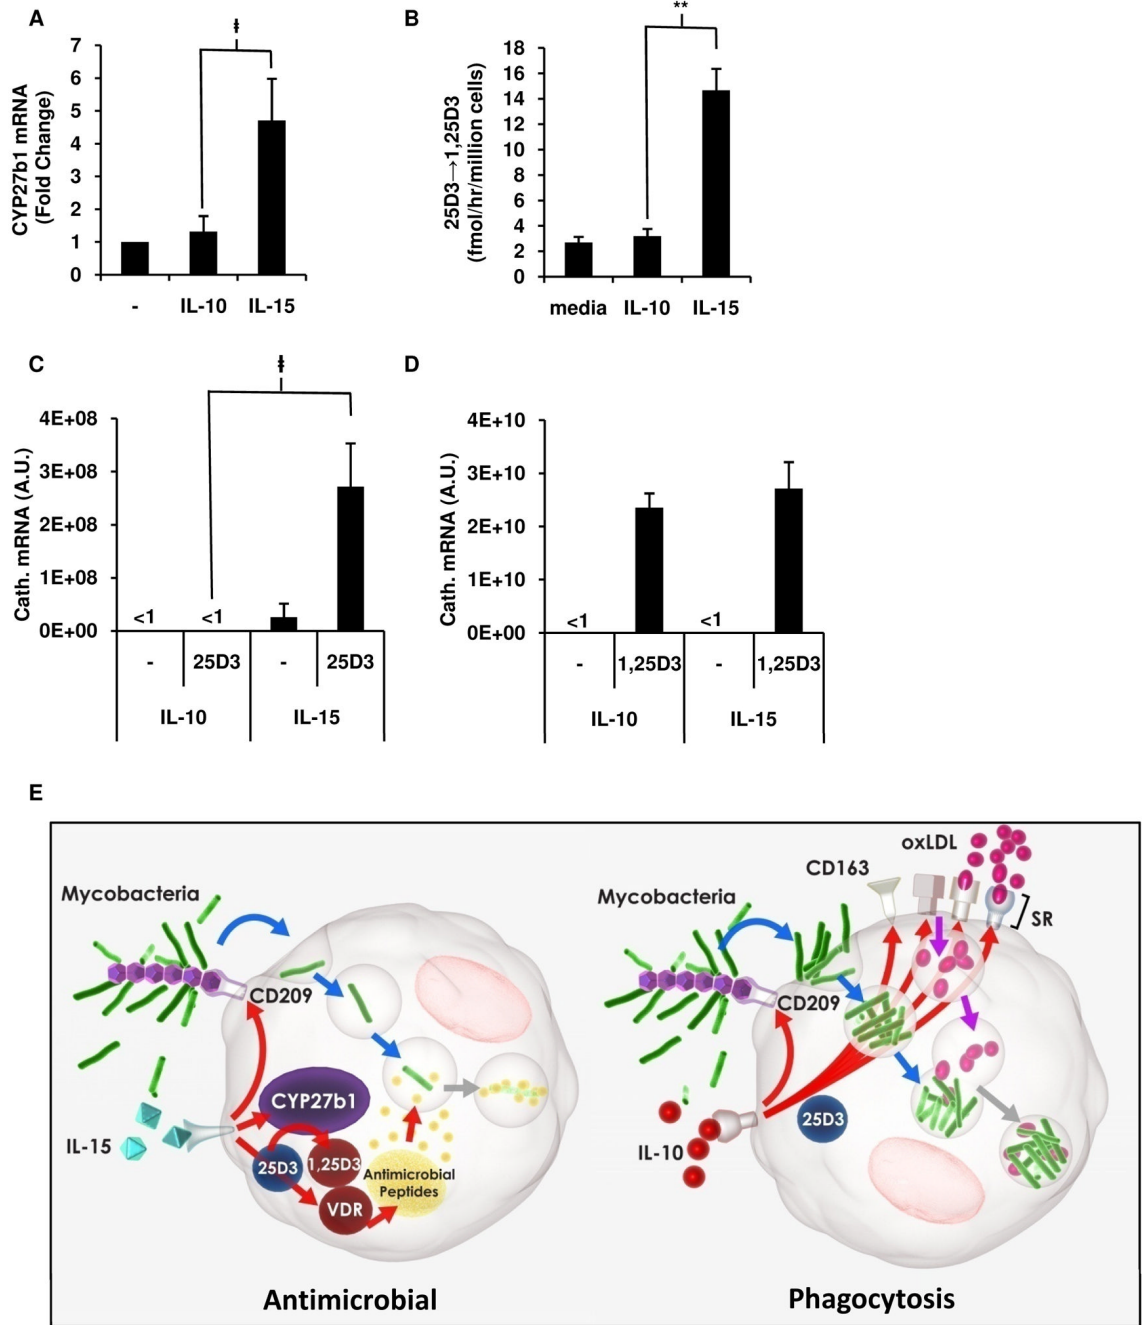 A
ǂ
CYP27b1 mRNA
(Fold Change)
7
6
5
4
3
2
1
0
- IL-10 IL-15
B
**
25D3→1,25D3
(fmol/hr/million cells)
18
16
14
12
10
8
6
4
2
0
media IL-10 IL-15
C
Cath. mRNA (A.U.)
4E+08
3E+08
2E+08
1E+08
0E+00
<1 <1
- 25D3 - 25D3
IL-10 IL-15
D
Cath. mRNA (A.U.)
4E+10
3E+10
2E+10
1E+10
0E+00
<1 <1
- 1,25D3 - 1,25D3
IL-10 IL-15
E
Mycobacteria
CD209
CYP27b1
IL-15
25D3
1,25D3
VDR
Antimicrobial
Peptides
Antimicrobial
oxLDL
CD163
SR
Mycobacteria
CD209
25D3
IL-10
Phagocytosis